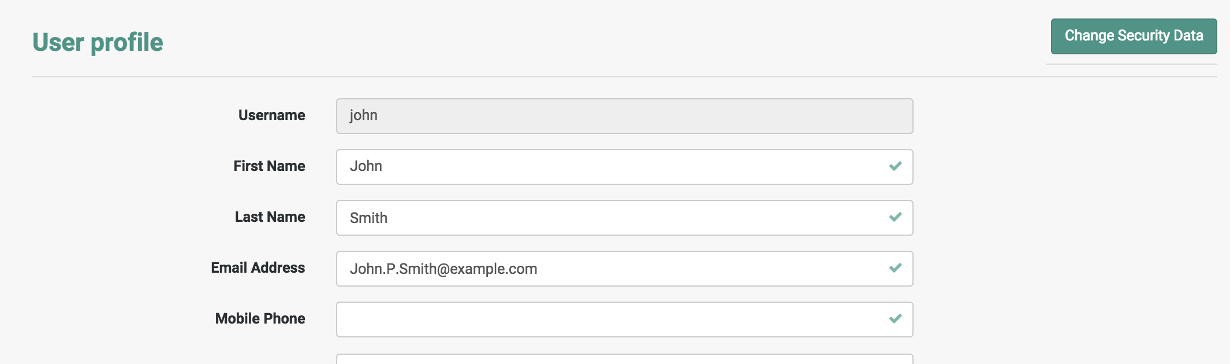 User profile
Change Security Data
Username john
First Name John
Last Name Smith
Email Address John.P.Smith@example.com
Mobile Phone